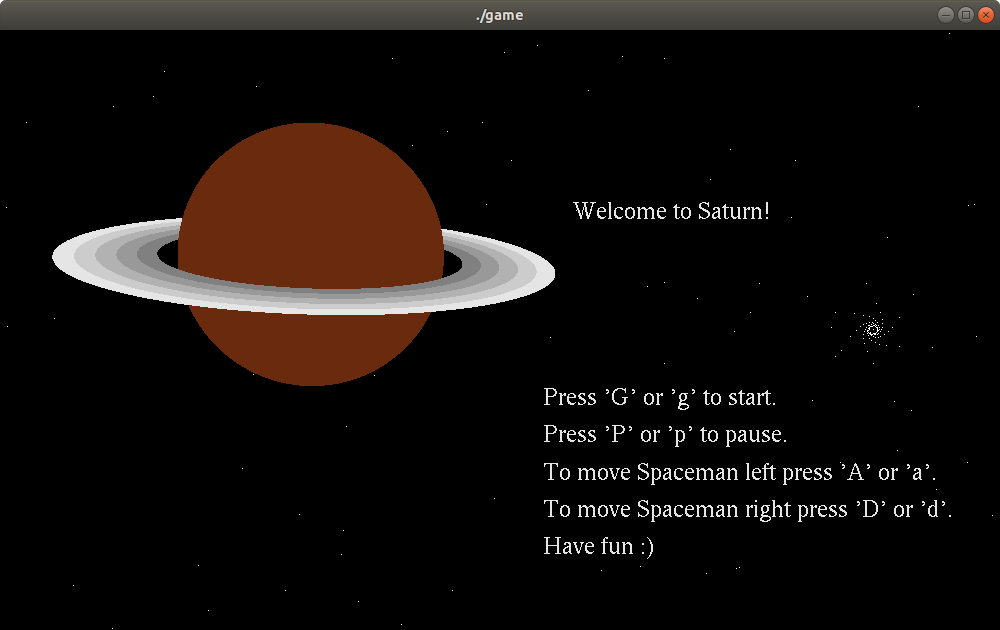 ./game
Welcome to Saturn!
Press ’G’ or ’g’ to start.
Press ’P’ or ’p’ to pause.
To move Spaceman left press ’A’ or ’a’.
To move Spaceman right press ’D’ or ’d’.
Have fun :)